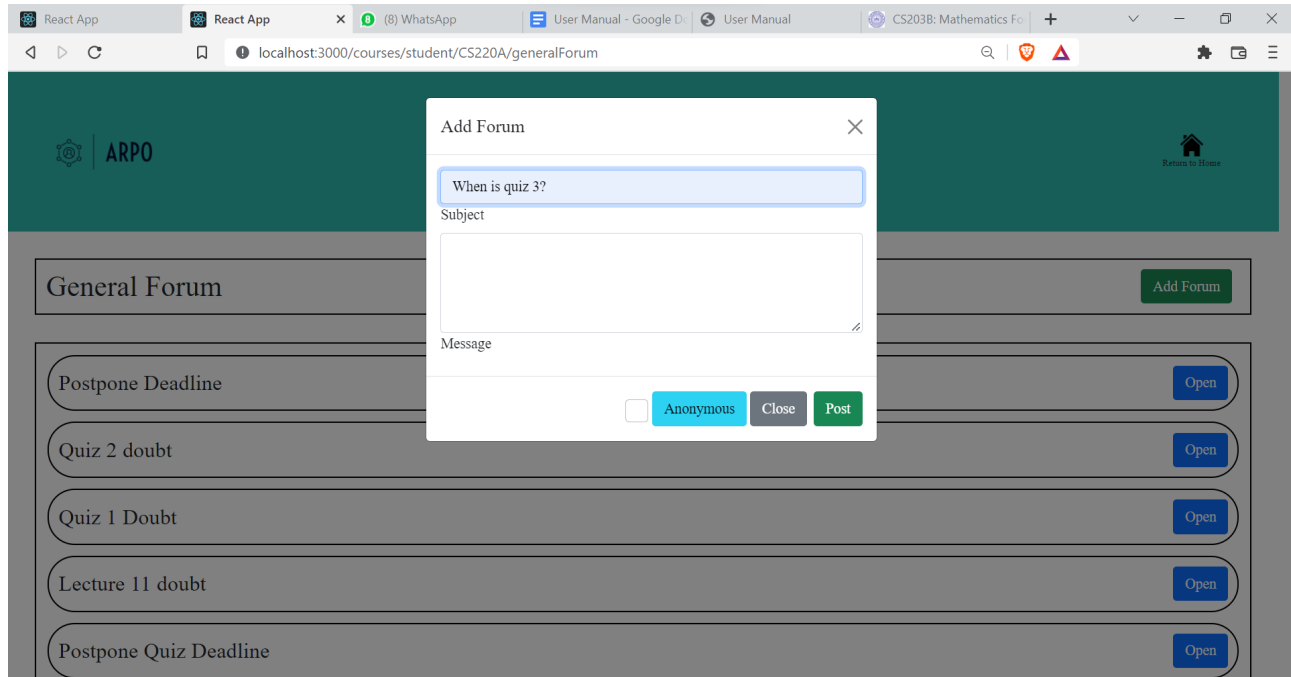 React App
React App
(8) WhatsApp
User Manual - Google Do
User Manual
CS203B: Mathematics Fo
localhost:3000/courses/student/CS220A/generalForum
ARPO
Return to Home
Add Forum
When is quiz 3?
Subject
Message
Anonymous Close Post
General Forum Add Forum
Postpone Deadline Open
Quiz 2 doubt Open
Quiz 1 Doubt Open
Lecture 11 doubt Open
Postpone Quiz Deadline Open